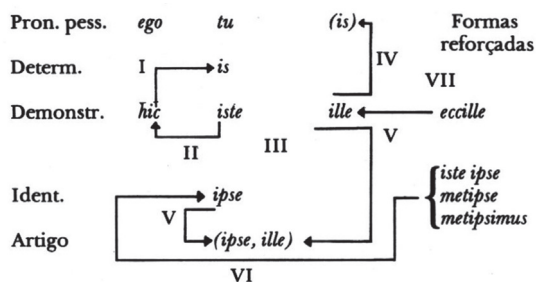 Pron. pess. ego tu (is) Formas
reforçadas
Determ. I is IV VII
Demonstr. hic iste ille eccille
II III V
iste ipse
Ident. ipse metipse
V metipsimus
Artigo (ipse, ille)
VI